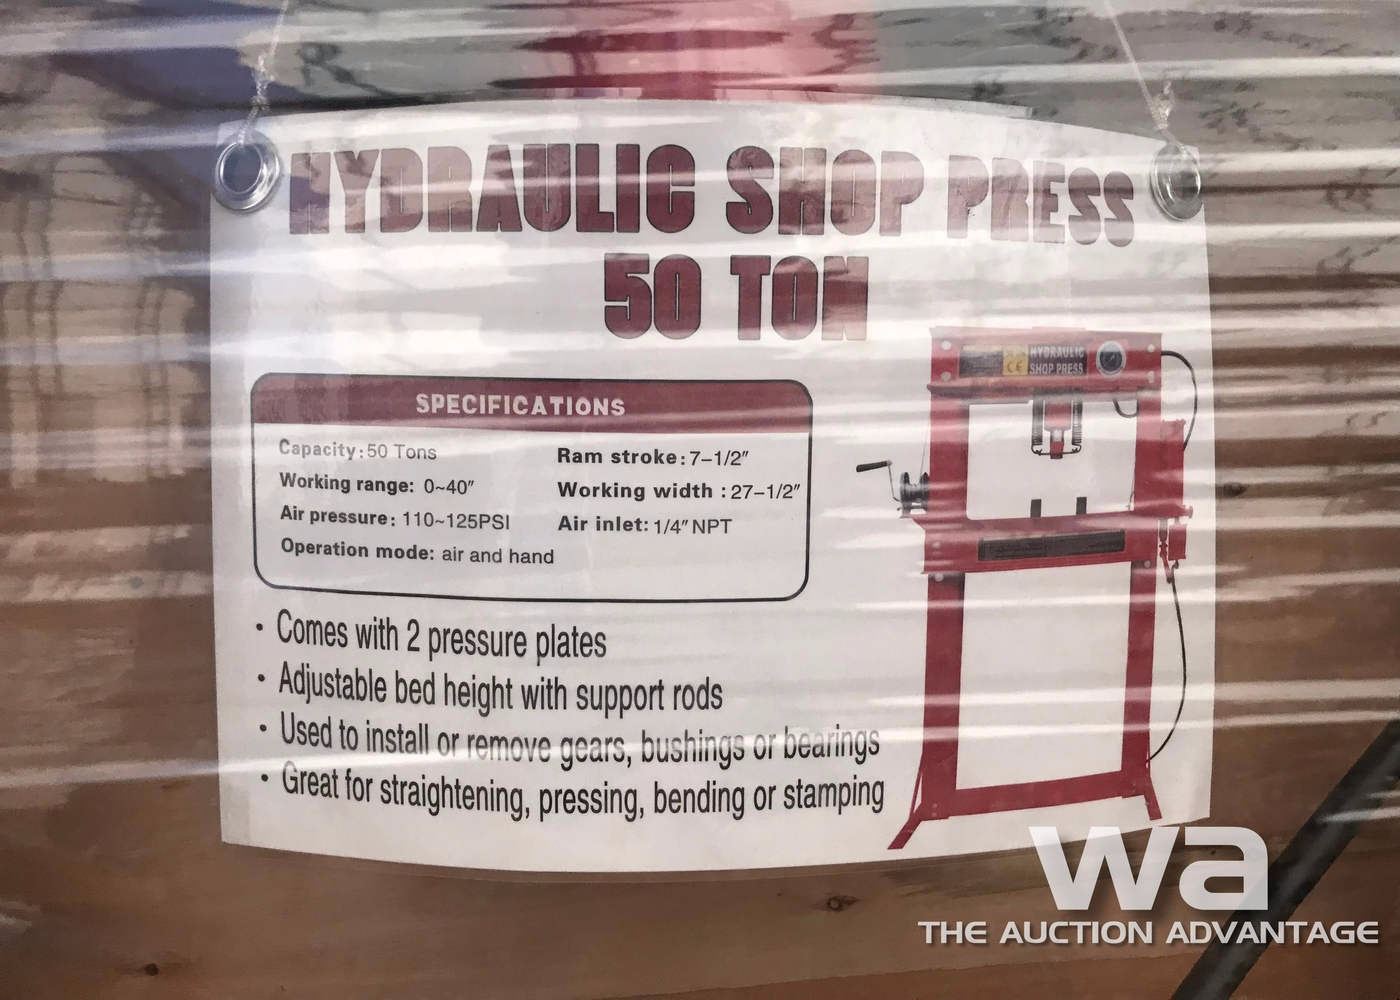 HYDRAULIC SHOP PRESS
50 TON
SPECIFICATIONS
Capacity: 50 Tons
Ram stroke: 7-1/2"
Working range: 0~40"
Working width : 27-1/2"
Air pressure: 110~125PSI
Air inlet: 1/4" NPT
Operation mode: air and hand
CE
HYDRAULIC
SHOP PRESS
• Comes with 2 pressure plates
• Adjustable bed height with support rods
• Used to install or remove gears, bushings or bearings
• Great for straightening, pressing, bending or stamping
wa
THE AUCTION ADVANTAGE